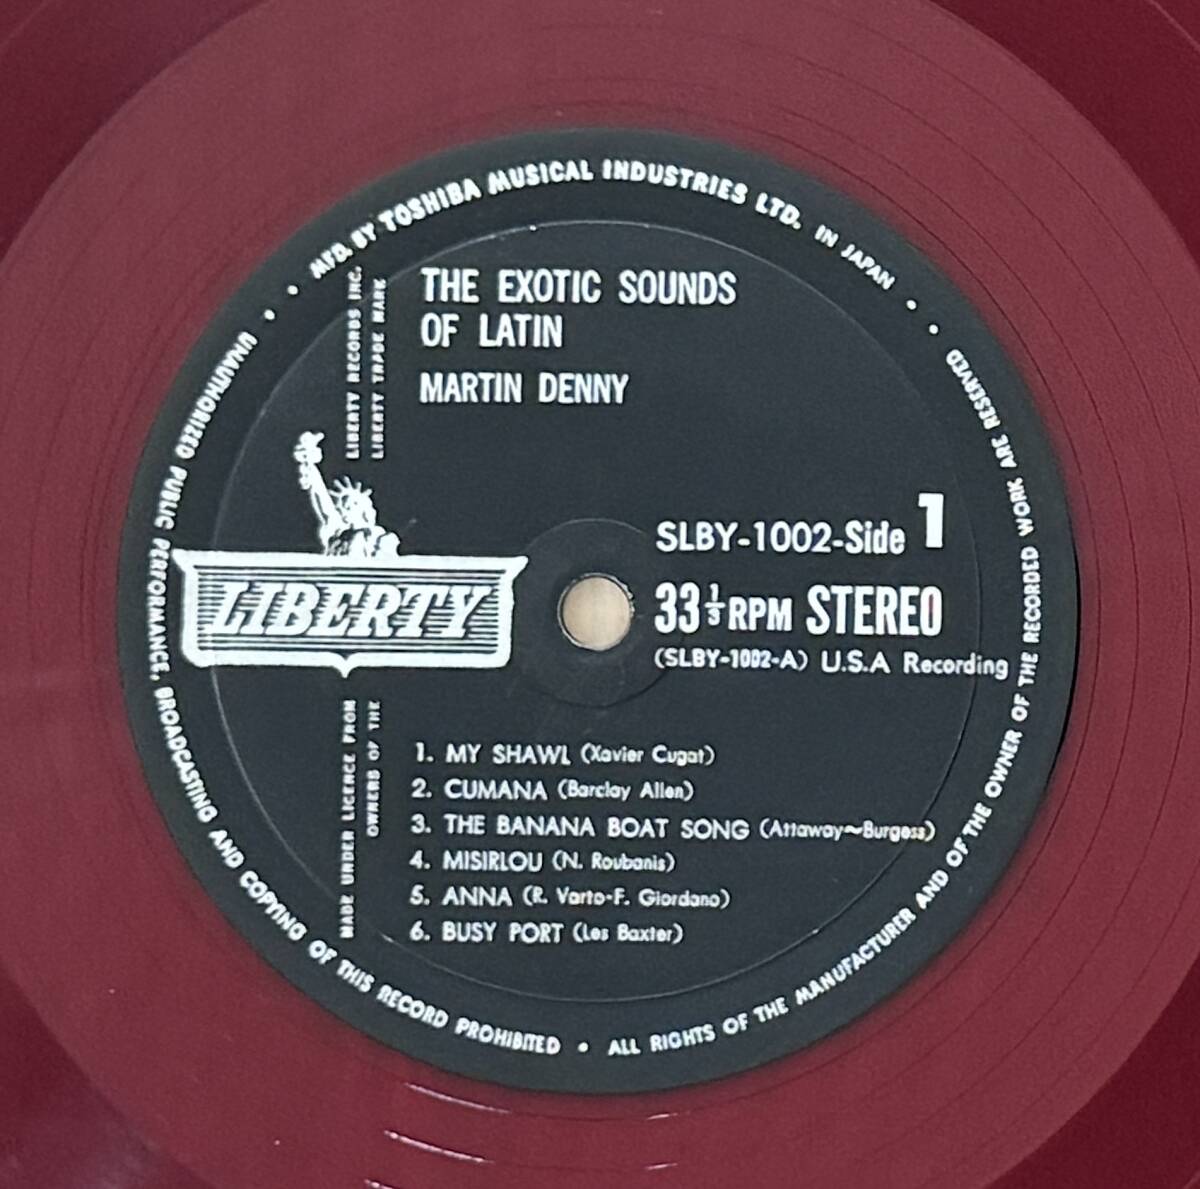 MFD. BY TOSHIBA MUSICAL INDUSTRIES LTD. IN JAPAN
THE EXOTIC SOUNDS
OF LATIN
MARTIN DENNY
LIBERTY RECORDS INC.
LIBERTY TRADE MARK
LIBERTY
MADE UNDER LICENCE FROM
OWNERS OF THE
SLBY-1002-Side 1
33 1/3 RPM STEREO
(SLBY-1002-A) U.S.A Recording
1. MY SHAWL (Xavier Cugat)
2. CUMANA (Barclay Allen)
3. THE BANANA BOAT SONG (Attaway~Burgess)
4. MISIRLOU (N. Roubanis)
5. ANNA (R. Varto-F. Giordano)
6. BUSY PORT (Les Baxter)
UNAUTHORIZED PUBLIC PERFORMANCE, BROADCASTING AND COPYING OF THIS RECORD PROHIBITED • ALL RIGHTS OF THE MANUFACTURER AND OF THE OWNER OF THE RECORDED WORK ARE RESERVED